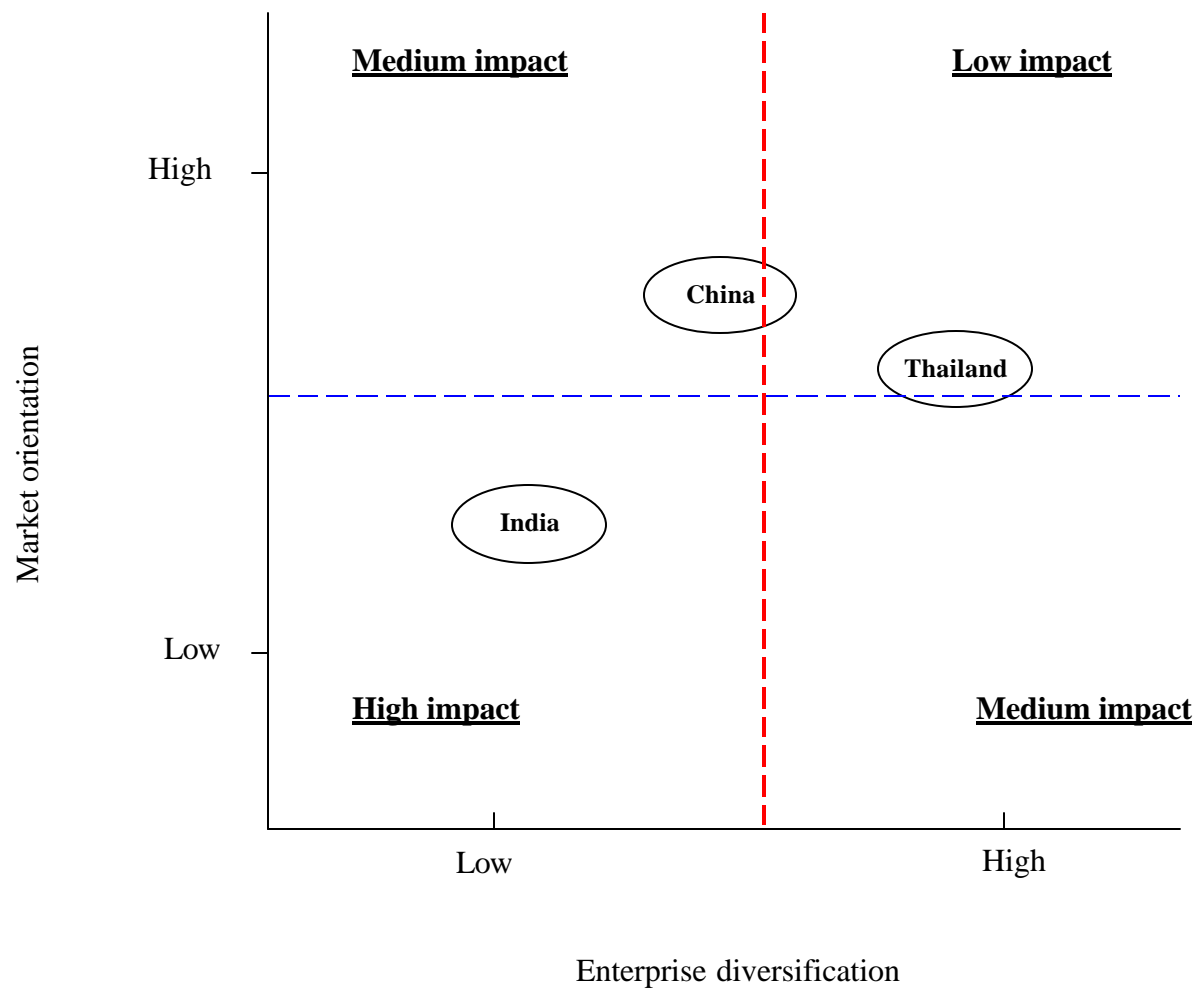 Medium impact
Low impact
High
China
Thailand
Market orientation
India
Low
High impact
Medium impact
Low
High
Enterprise diversification